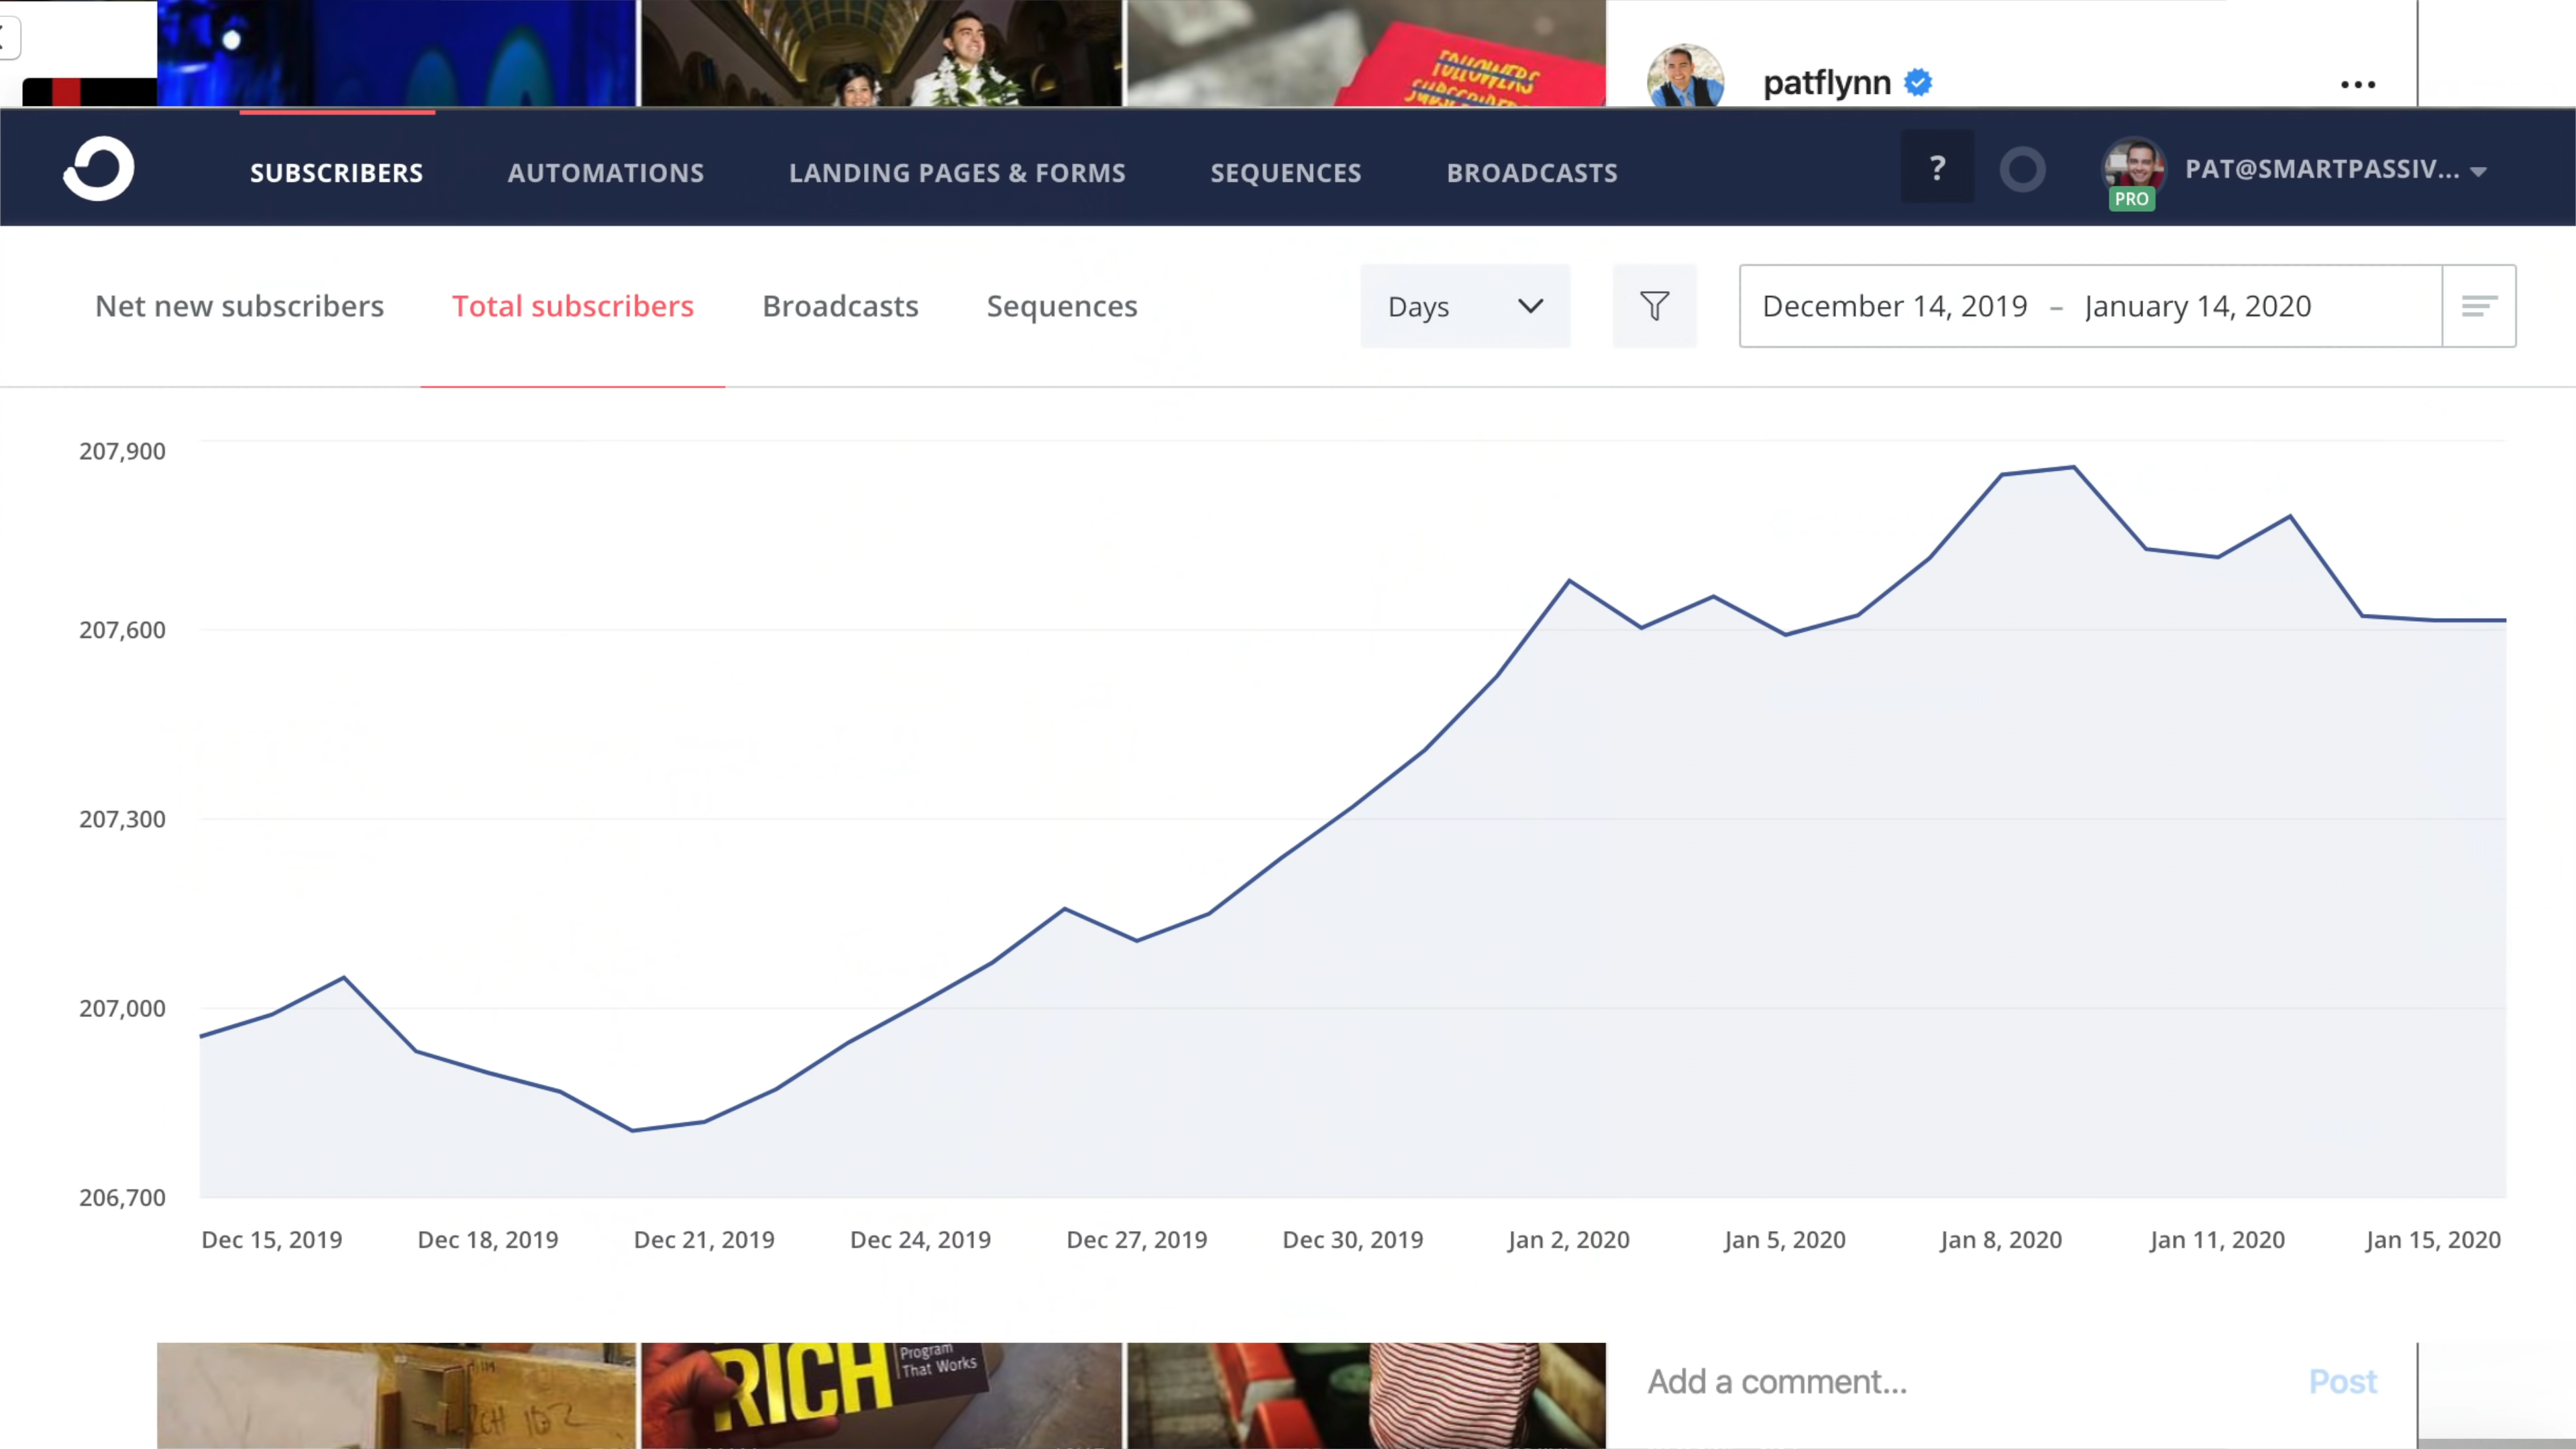 FOLLOWERS
SUBSCRIBERS
patflynn
SUBSCRIBERS AUTOMATIONS LANDING PAGES & FORMS SEQUENCES BROADCASTS ? PAT@SMARTPASSIV...
PRO
Net new subscribers Total subscribers Broadcasts Sequences Days December 14, 2019 – January 14, 2020
207,900
207,600
207,300
207,000
206,700
Dec 15, 2019 Dec 18, 2019 Dec 21, 2019 Dec 24, 2019 Dec 27, 2019 Dec 30, 2019 Jan 2, 2020 Jan 5, 2020 Jan 8, 2020 Jan 11, 2020 Jan 15, 2020
RICH
Program
That Works
Add a comment... Post